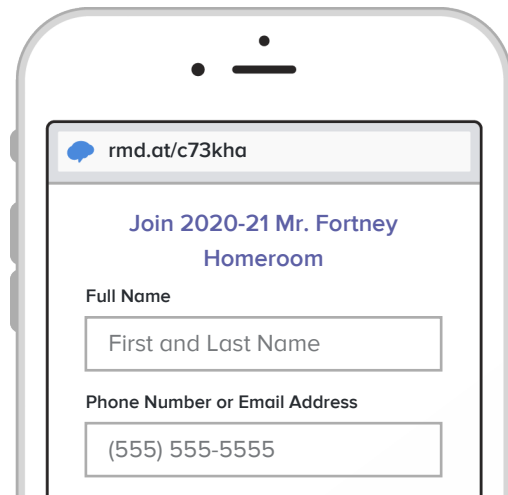 rmd.at/c73kha
Join 2020-21 Mr. Fortney
Homeroom
Full Name
First and Last Name
Phone Number or Email Address
(555) 555-5555